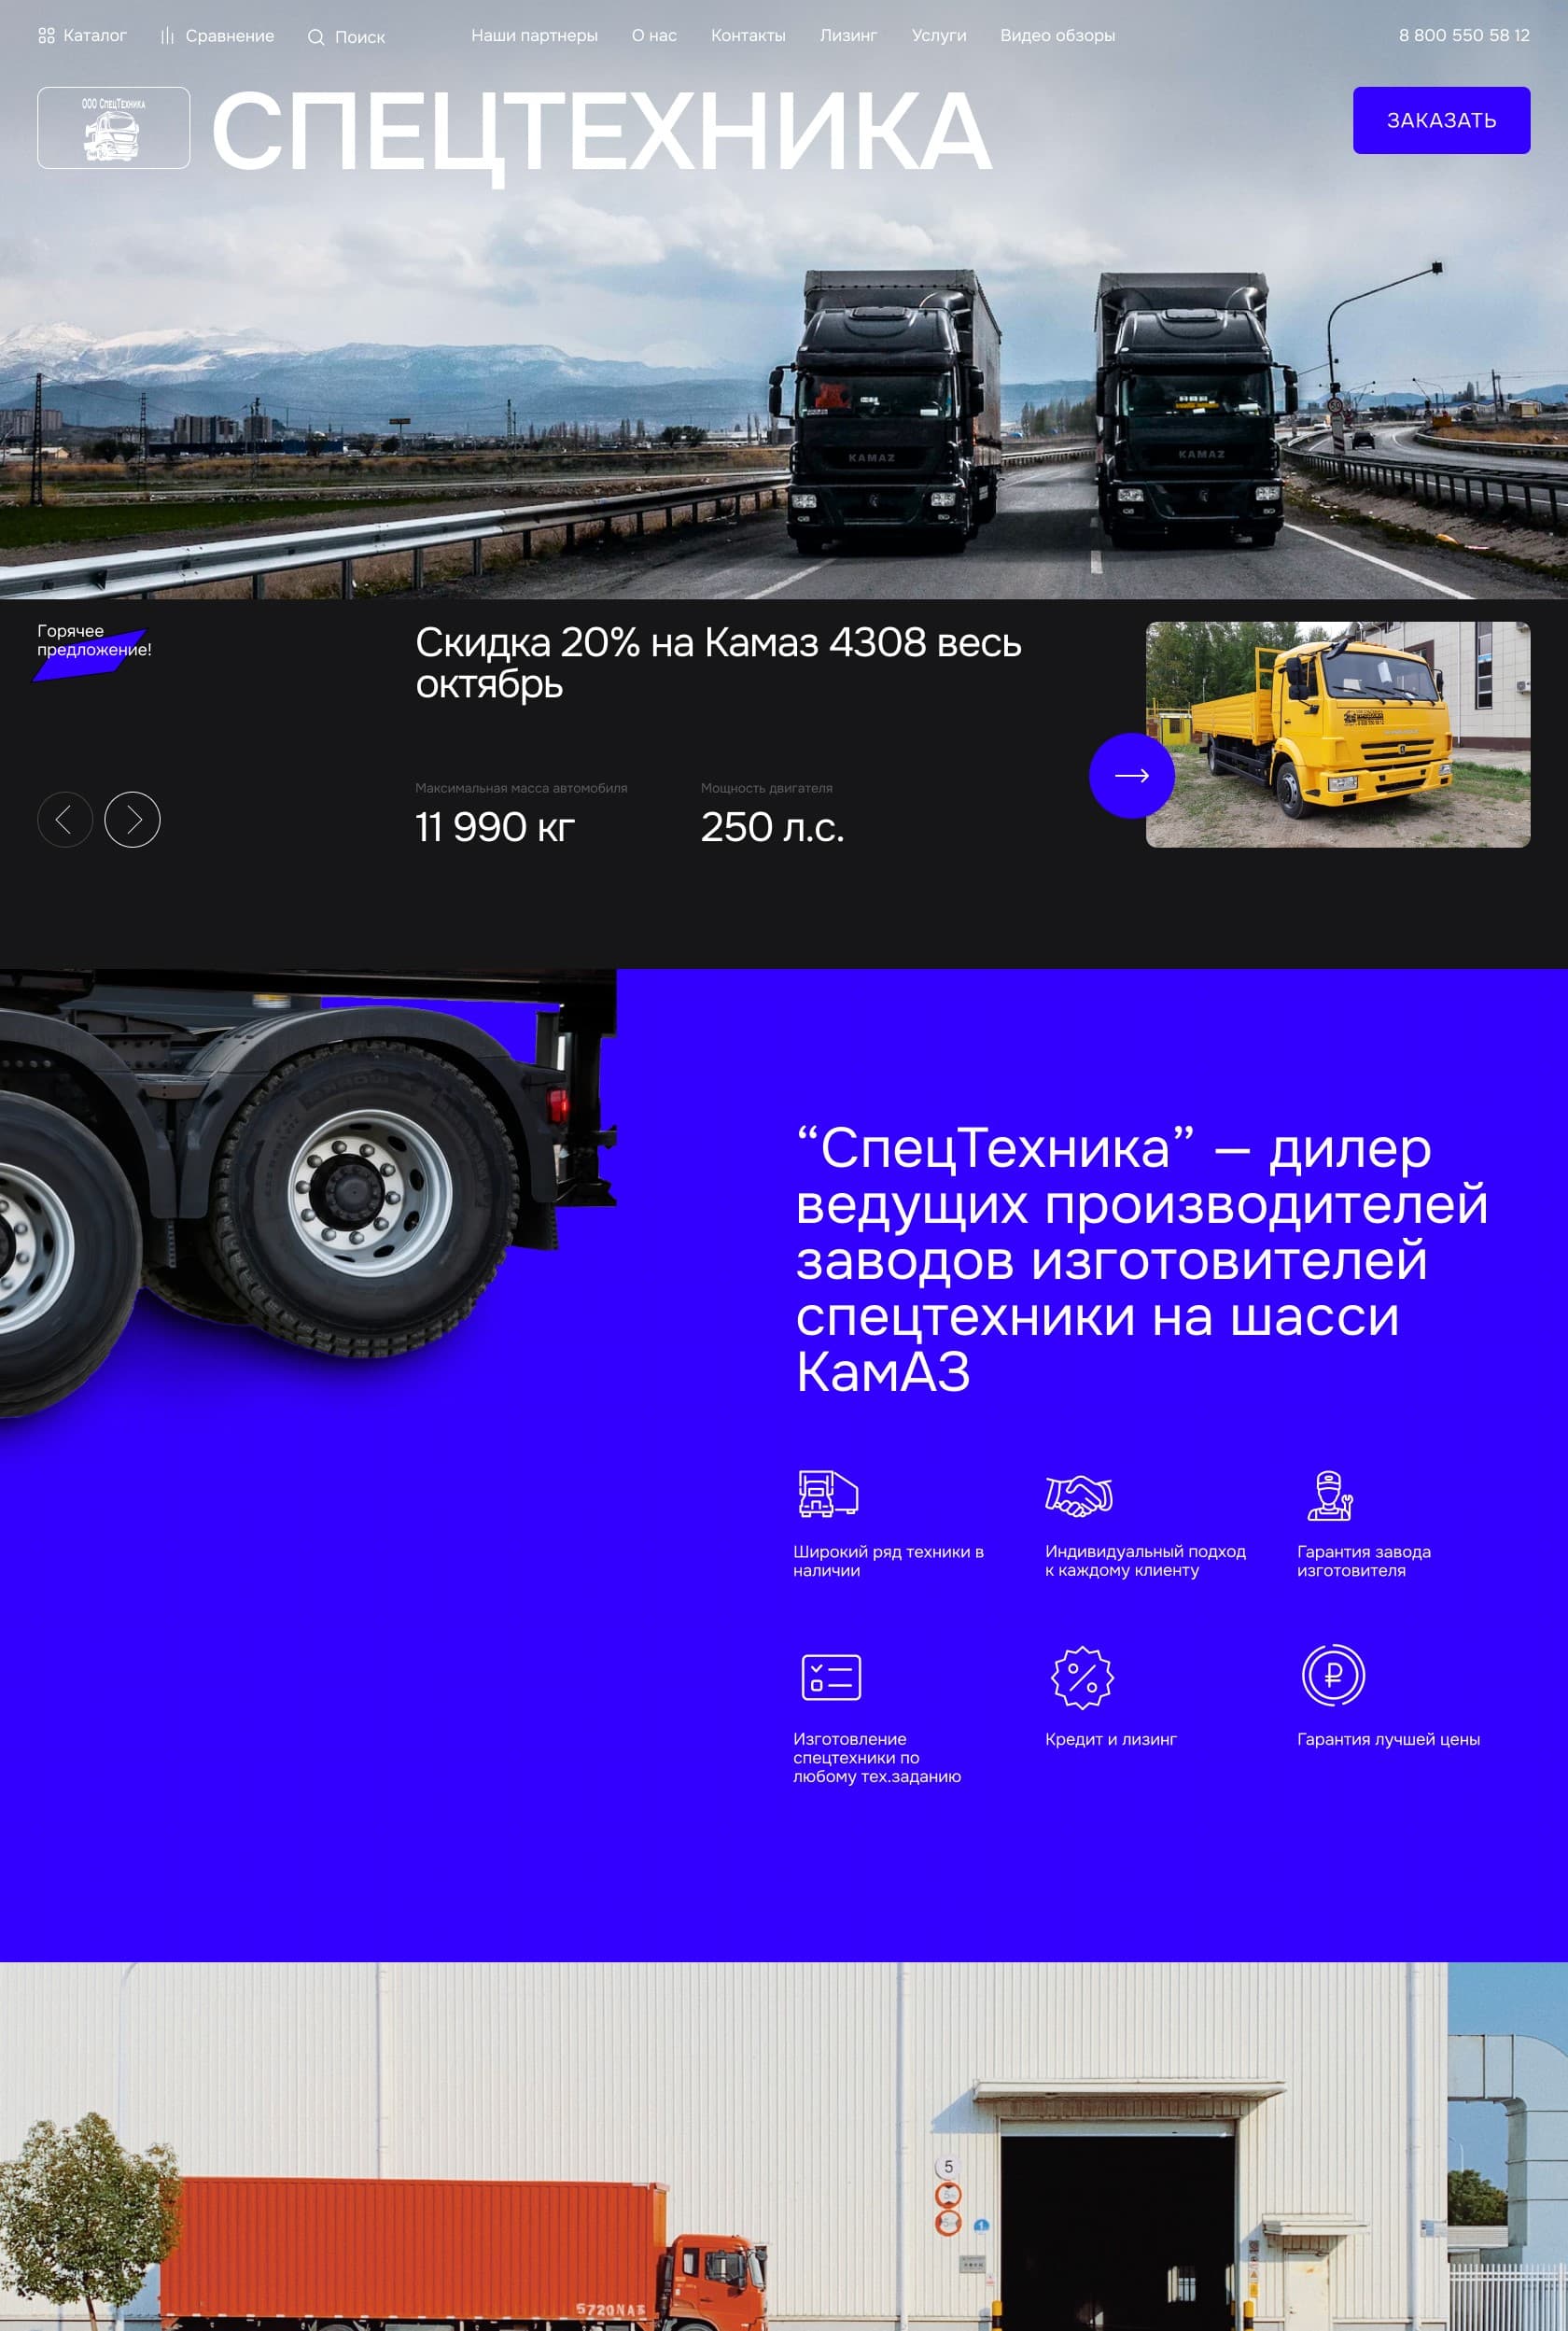 Каталог
Сравнение
Поиск
Наши партнеры
О нас
Контакты
Лизинг
Услуги
Видео обзоры
8 800 550 58 12
ООО СпецТехника
СПЕЦТЕХНИКА
ЗАКАЗАТЬ
KAMAZ
KAMAZ
50
Горячее
предложение!
Скидка 20% на Камаз 4308 весь
октябрь
Максимальная масса автомобиля
11 990 кг
Мощность двигателя
250 л.с.
“СпецТехника” — дилер
ведущих производителей
заводов изготовителей
спецтехники на шасси
КамАЗ
Широкий ряд техники в
наличии
Индивидуальный подход
к каждому клиенту
Гарантия завода
изготовителя
Изготовление
спецтехники по
любому тех.заданию
Кредит и лизинг
Гарантия лучшей цены
5